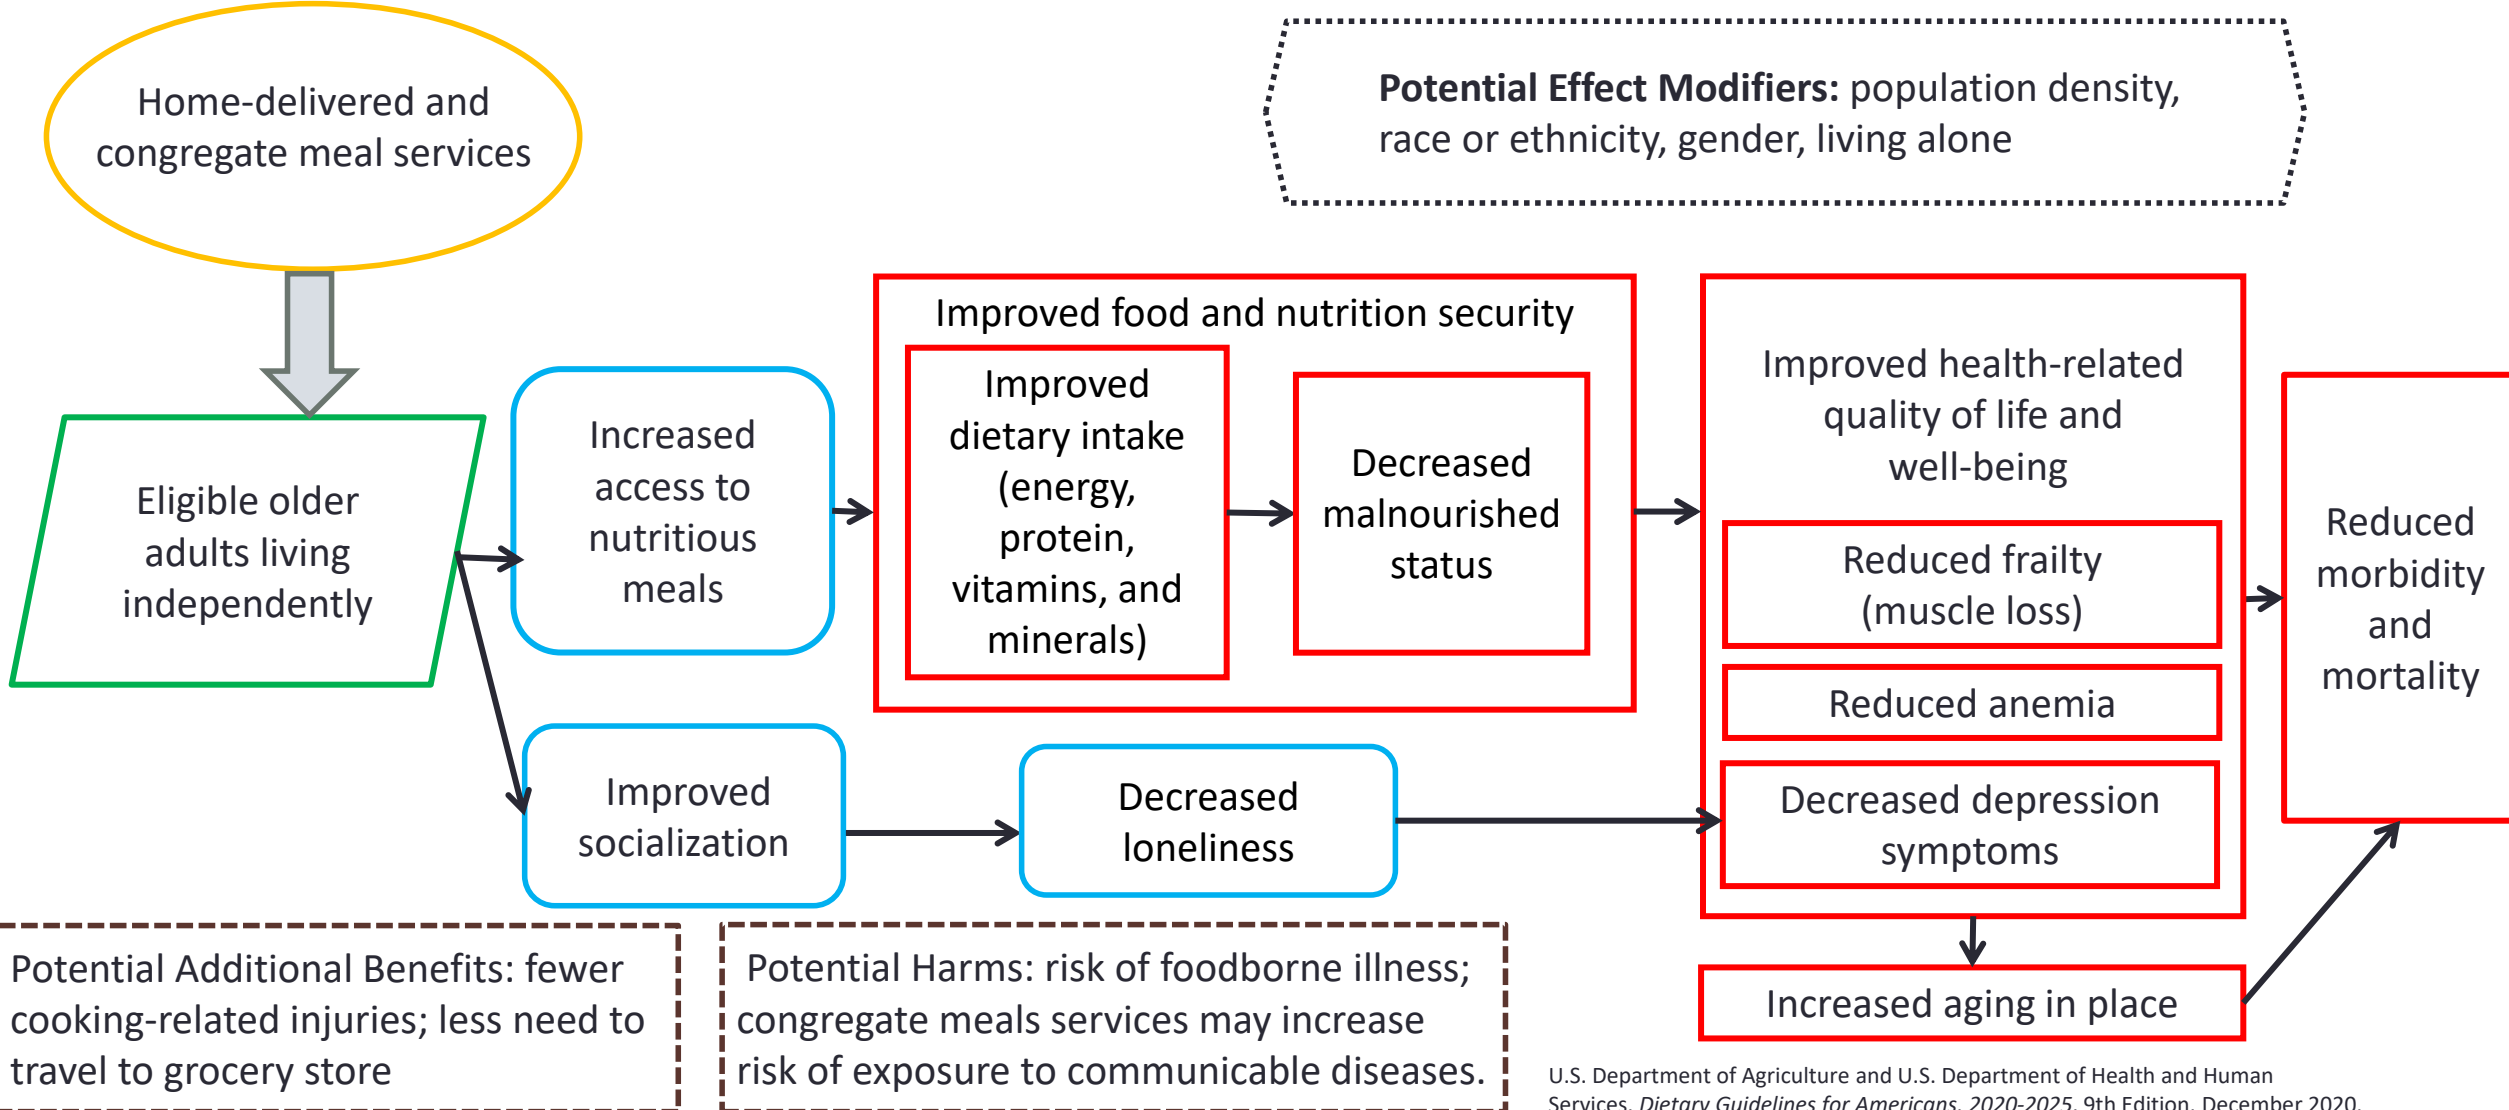 Home-delivered and
congregate meal services
Potential Effect Modifiers: population density,
race or ethnicity, gender, living alone
Eligible older
adults living
independently
Increased
access to
nutritious
meals
Improved food and nutrition security
Improved
dietary intake
(energy,
protein,
vitamins, and
minerals)
Decreased
malnourished
status
Improved health-related
quality of life and
well-being
Reduced frailty
(muscle loss)
Reduced anemia
Decreased depression
symptoms
Reduced
morbidity
and
mortality
Improved
socialization
Decreased
loneliness
Increased aging in place
Potential Additional Benefits: fewer
cooking-related injuries; less need to
travel to grocery store
Potential Harms: risk of foodborne illness;
congregate meals services may increase
risk of exposure to communicable diseases.
U.S. Department of Agriculture and U.S. Department of Health and Human
Services. Dietary Guidelines for Americans, 2020-2025. 9th Edition. December 2020.